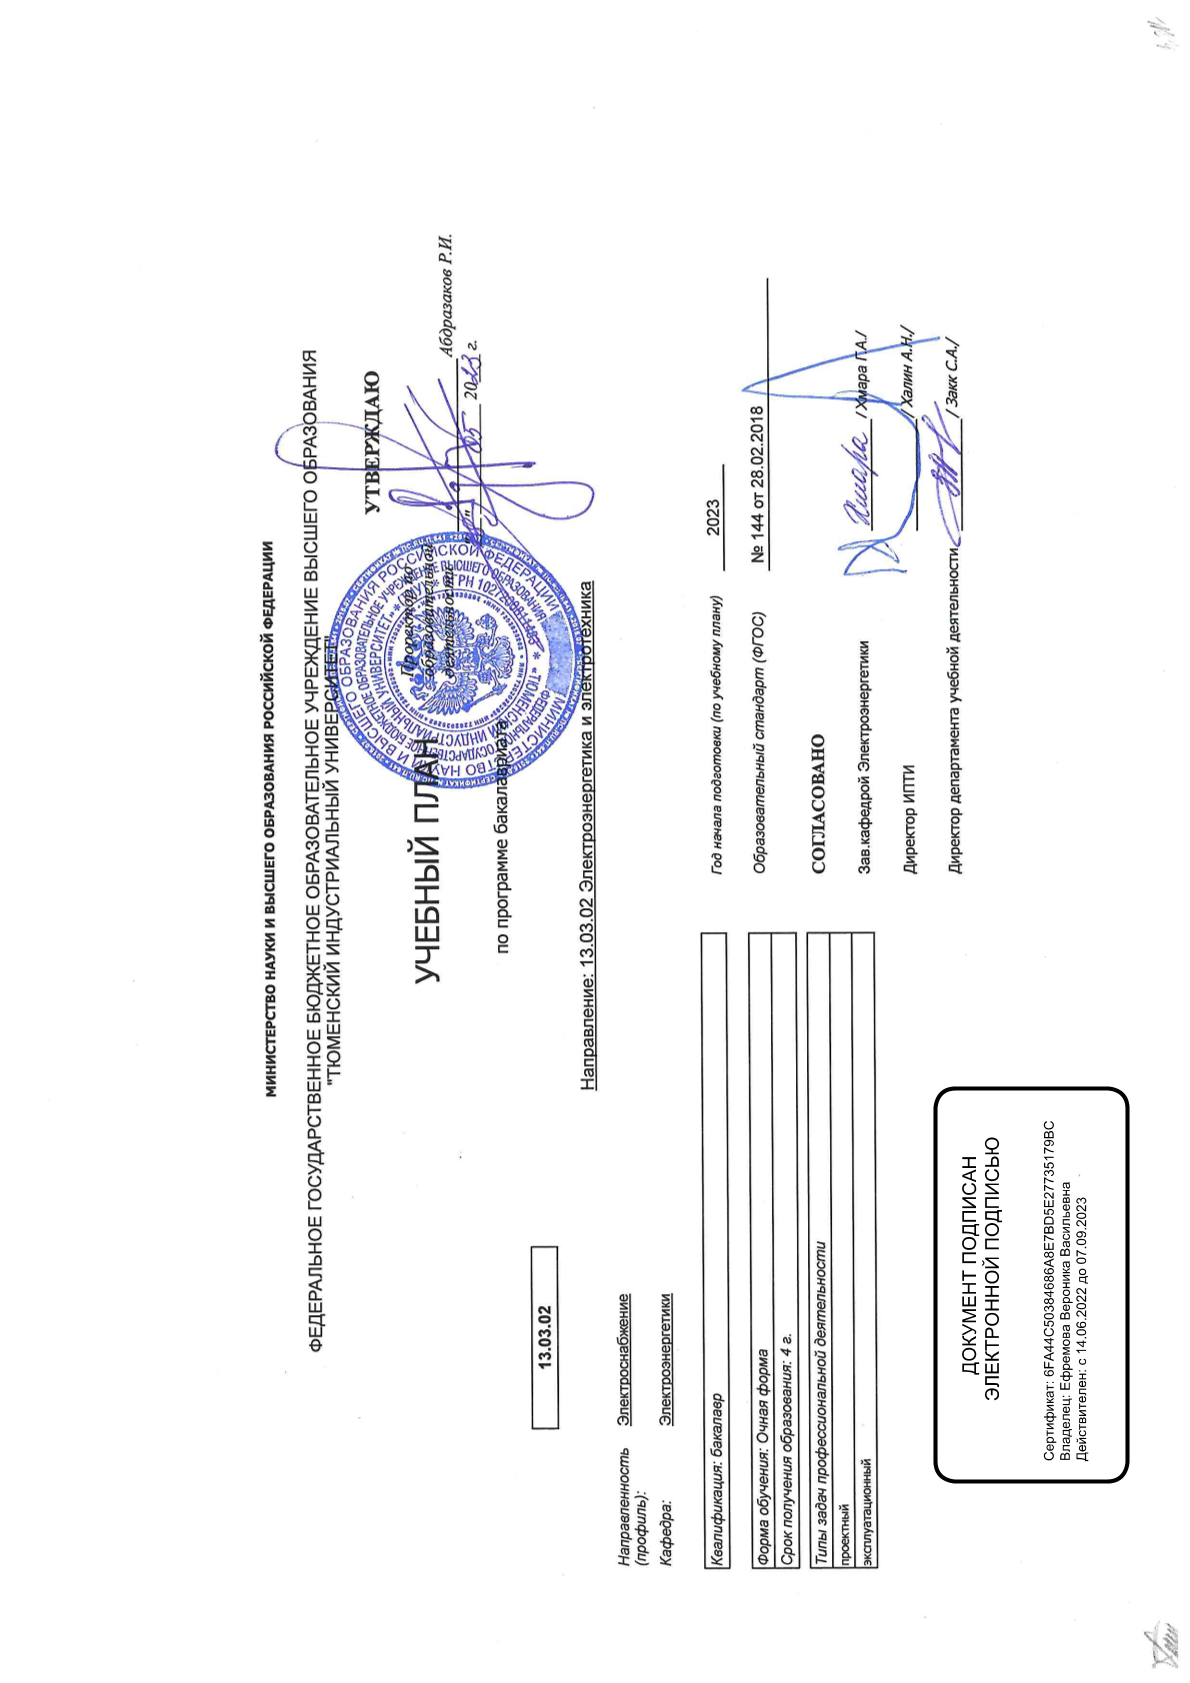 МИНИСТЕРСТВО НАУКИ И ВЫСШЕГО ОБРАЗОВАНИЯ РОССИЙСКОЙ ФЕДЕРАЦИИ
ФЕДЕРАЛЬНОЕ ГОСУДАРСТВЕННОЕ БЮДЖЕТНОЕ ОБРАЗОВАТЕЛЬНОЕ УЧРЕЖДЕНИЕ ВЫСШЕГО ОБРАЗОВАНИЯ
"ТЮМЕНСКИЙ ИНДУСТРИАЛЬНЫЙ УНИВЕРСИТЕТ"
УТВЕРЖДАЮ
Проректор по
образовательной
деятельности
Абдразаков Р.И.
05 2023 г.
УЧЕБНЫЙ ПЛАН
по программе бакалавриата
13.03.02
Направление: 13.03.02 Электроэнергетика и электротехника
Направленность (профиль): Электроснабжение
Кафедра: Электроэнергетики
Квалификация: бакалавр
Форма обучения: Очная форма
Срок получения образования: 4 г.
Типы задач профессиональной деятельности
проектный
эксплуатационный
Год начала подготовки (по учебному плану) 2023
Образовательный стандарт (ФГОС) № 144 от 28.02.2018
СОГЛАСОВАНО
Зав.кафедрой Электроэнергетики Хмара / Хмара Г.А./
Директор ИПТИ / Халин А.Н./
Директор департамента учебной деятельности / Закк С.А./
ДОКУМЕНТ ПОДПИСАН
ЭЛЕКТРОННОЙ ПОДПИСЬЮ
Сертификат: 6FA44C50384686A8E7BD5E27735179BC
Владелец: Ефремова Вероника Васильевна
Действителен: с 14.06.2022 до 07.09.2023